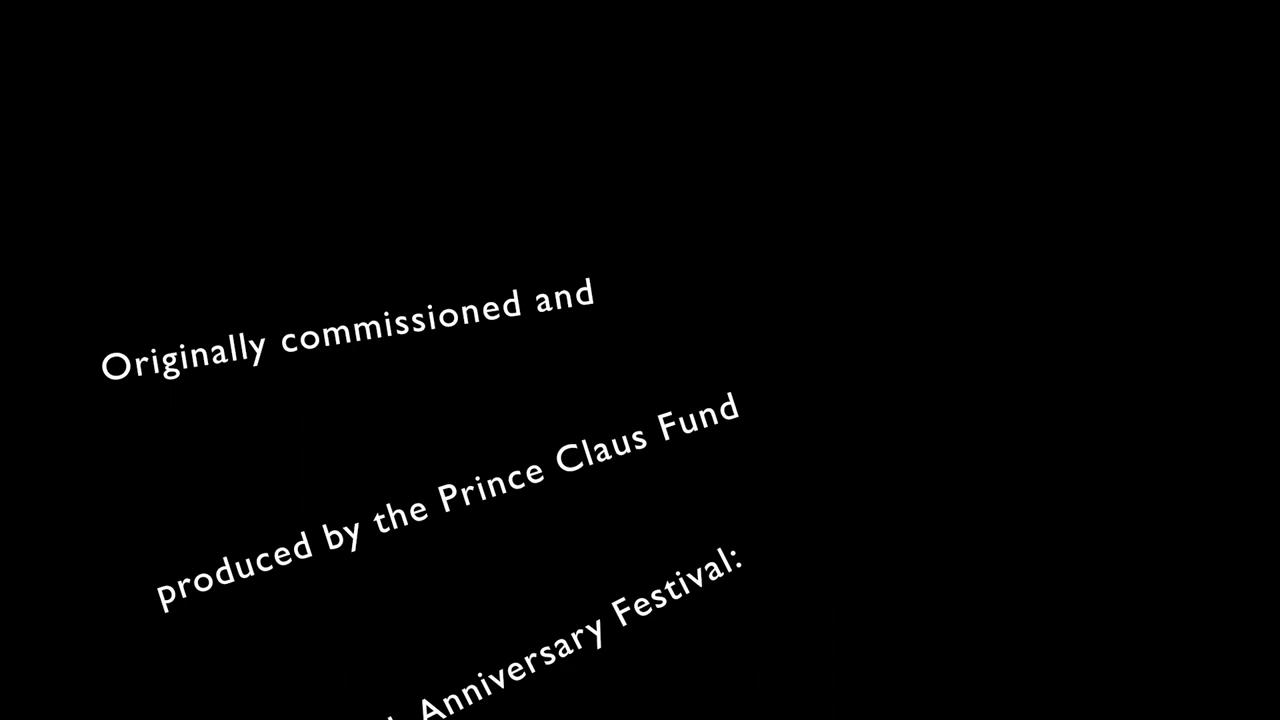 Originally commissioned and
produced by the Prince Claus Fund
Anniversary Festival: